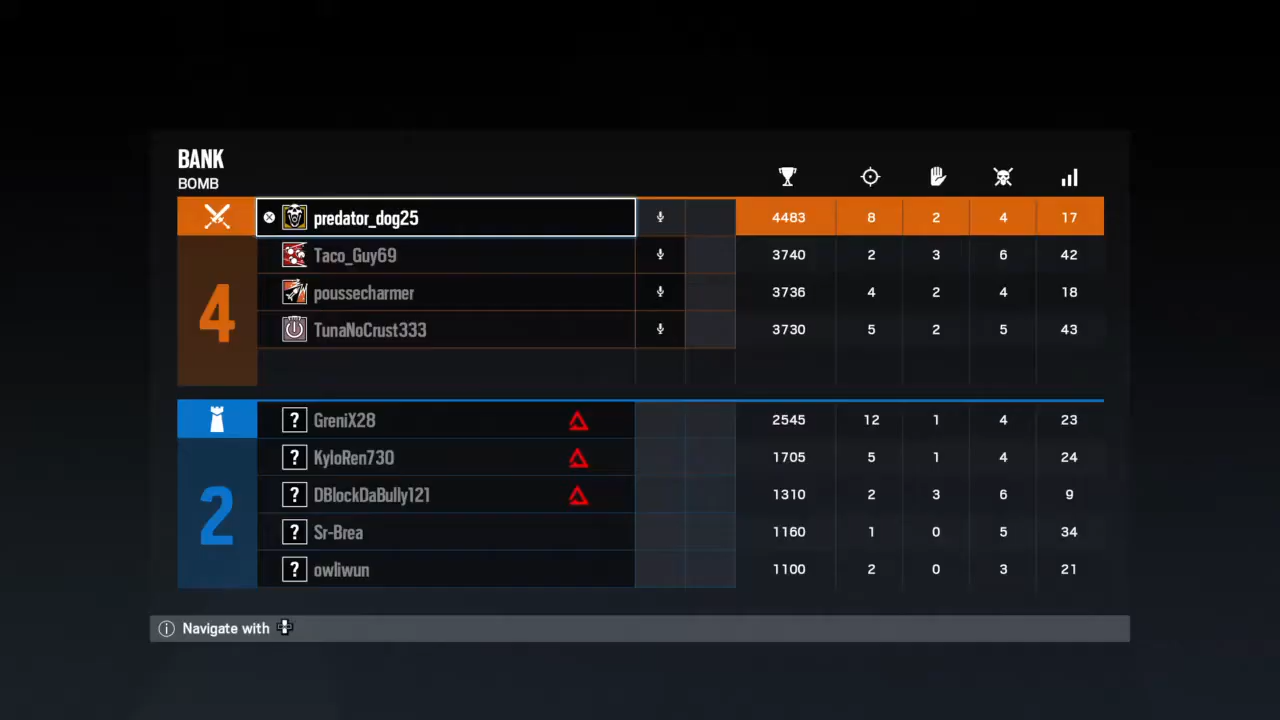 BANK
BOMB
predator_dog25 4483 8 2 4 17
Taco_Guy69 3740 2 3 6 42
4
poussecharmer 3736 4 2 4 18
TunaNoCrust333 3730 5 2 5 43
GreniX28 2545 12 1 4 23
KyloRen730 1705 5 1 4 24
DBlockDaBully121 1310 2 3 6 9
2
Sr-Brea 1160 1 0 5 34
owliwun 1100 2 0 3 21
Navigate with